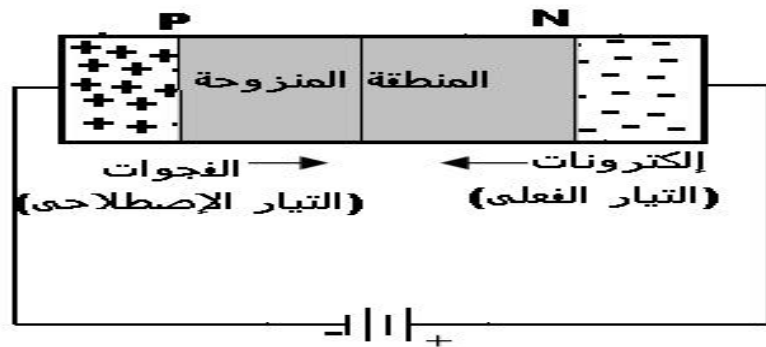 P N
المنطقة المنزوحة
الفجوات
(التيار الإصطلاحى)
إلكترونات
(التيار الفعلى)
- +